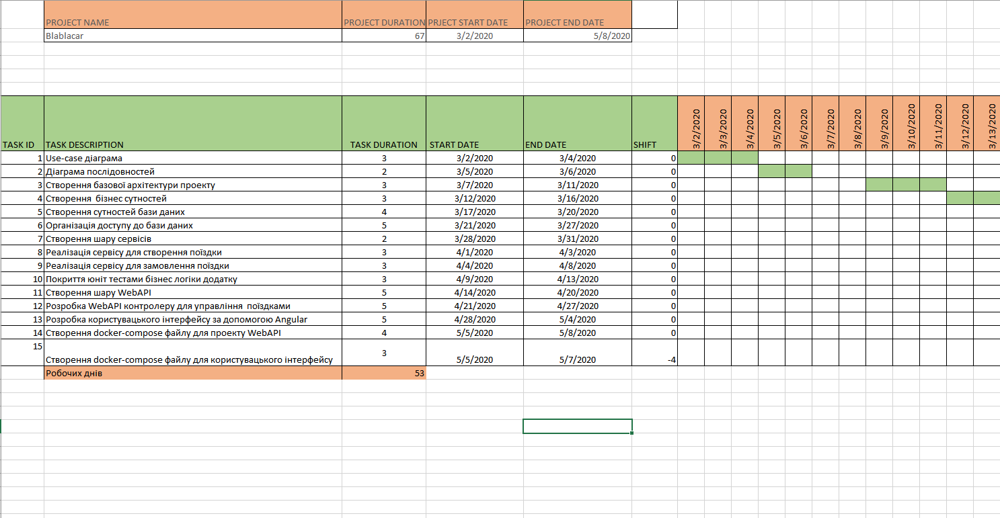 PROJECT NAME PROJECT DURATION PRJECT START DATE PROJECT END DATE
Blablacar 67 3/2/2020 5/8/2020
TASK ID TASK DESCRIPTION TASK DURATION START DATE END DATE SHIFT 3/2/2020 3/3/2020 3/4/2020 3/5/2020 3/6/2020 3/7/2020 3/8/2020 3/9/2020 3/10/2020 3/11/2020 3/12/2020 3/13/2020
1 Use-case діаграма 3 3/2/2020 3/4/2020 0
2 Діаграма послідовностей 2 3/5/2020 3/6/2020 0
3 Створення базової архітектури проекту 3 3/7/2020 3/11/2020 0
4 Створення бізнес сутностей 3 3/12/2020 3/16/2020 0
5 Створення сутностей бази даних 4 3/17/2020 3/20/2020 0
6 Організація доступу до бази даних 5 3/21/2020 3/27/2020 0
7 Створення шару сервісів 2 3/28/2020 3/31/2020 0
8 Реалізація сервісу для створення поїздки 3 4/1/2020 4/3/2020 0
9 Реалізація сервісу для замовлення поїздки 3 4/4/2020 4/8/2020 0
10 Покриття юніт тестами бізнес логіки додатку 3 4/9/2020 4/13/2020 0
11 Створення шару WebAPI 5 4/14/2020 4/20/2020 0
12 Розробка WebAPI контролеру для управління поїздками 5 4/21/2020 4/27/2020 0
13 Розробка користувацького інтерфейсу за допомогою Angular 5 4/28/2020 5/4/2020 0
14 Створення docker-compose файлу для проекту WebAPI 4 5/5/2020 5/8/2020 0
15 Створення docker-compose файлу для користувацького інтерфейсу 3 5/5/2020 5/7/2020 -4
Робочих днів 53